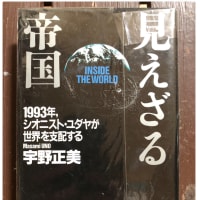 見えざる
帝国
INSIDE
THE WORLD
1993年，
シオニスト・ユダヤが
世界を支配する
Masami UNO
宇野正美